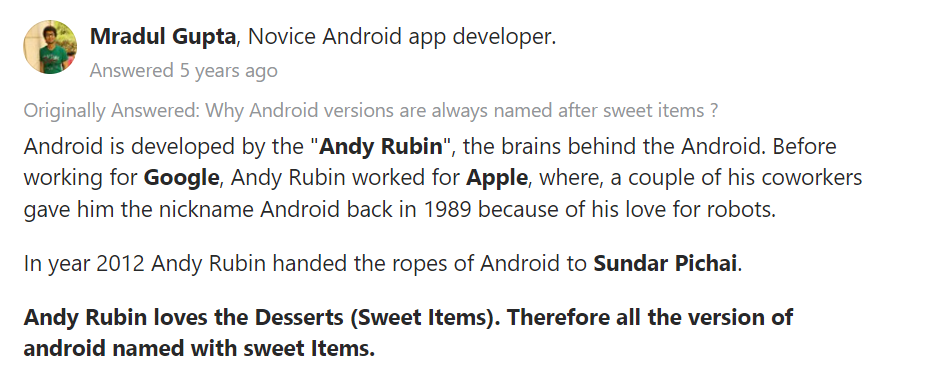 Mradul Gupta, Novice Android app developer.
Answered 5 years ago
Originally Answered: Why Android versions are always named after sweet items ?
Android is developed by the "Andy Rubin", the brains behind the Android. Before
working for Google, Andy Rubin worked for Apple, where, a couple of his coworkers
gave him the nickname Android back in 1989 because of his love for robots.
In year 2012 Andy Rubin handed the ropes of Android to Sundar Pichai.
Andy Rubin loves the Desserts (Sweet Items). Therefore all the version of
android named with sweet Items.